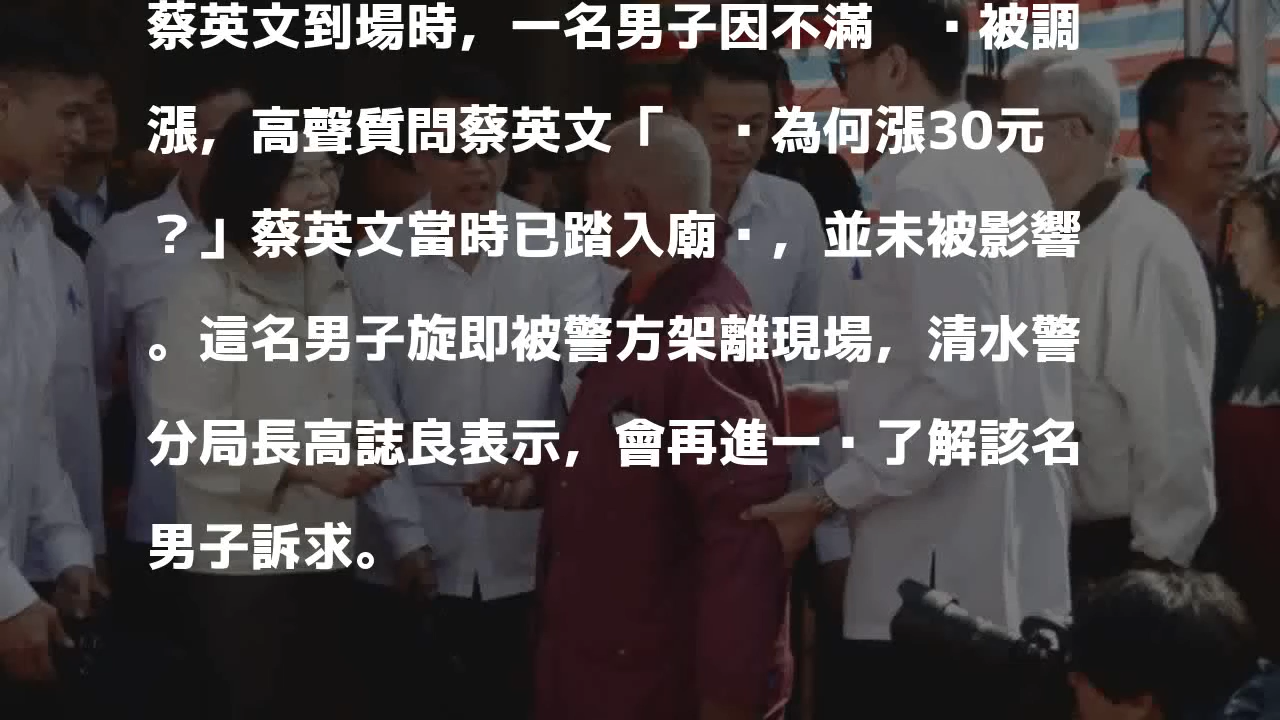 蔡英文到場時，一名男子因不滿　・被調
漲，高聲質問蔡英文「　・為何漲30元
？」蔡英文當時已踏入廟・，並未被影響
。這名男子旋即被警方架離現場，清水警
分局長高誌良表示，會再進一・了解該名
男子訴求。